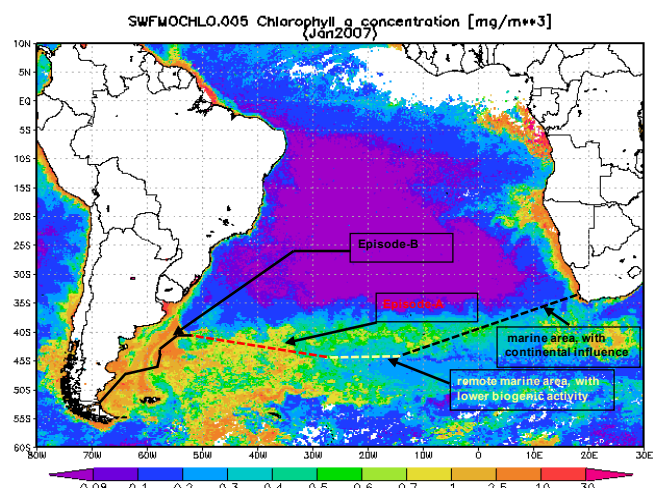 SWFMOCHLO.005 Chlorophyll a concentration [mg/m**3]
(Jan2007)
10N
5N
EQ
5S
10S
15S
20S
25S
30S
35S
40S
45S
50S
55S
60S
Episode-B
Episode-A
marine area, with
continental influence
remote marine area, with
lower biogenic activity
80W 70W 60W 50W 40W 30W 20W 10W 0 10E 20E 30E
0.08 0.1 0.2 0.3 0.4 0.5 0.6 0.7 1 2.5 10 30